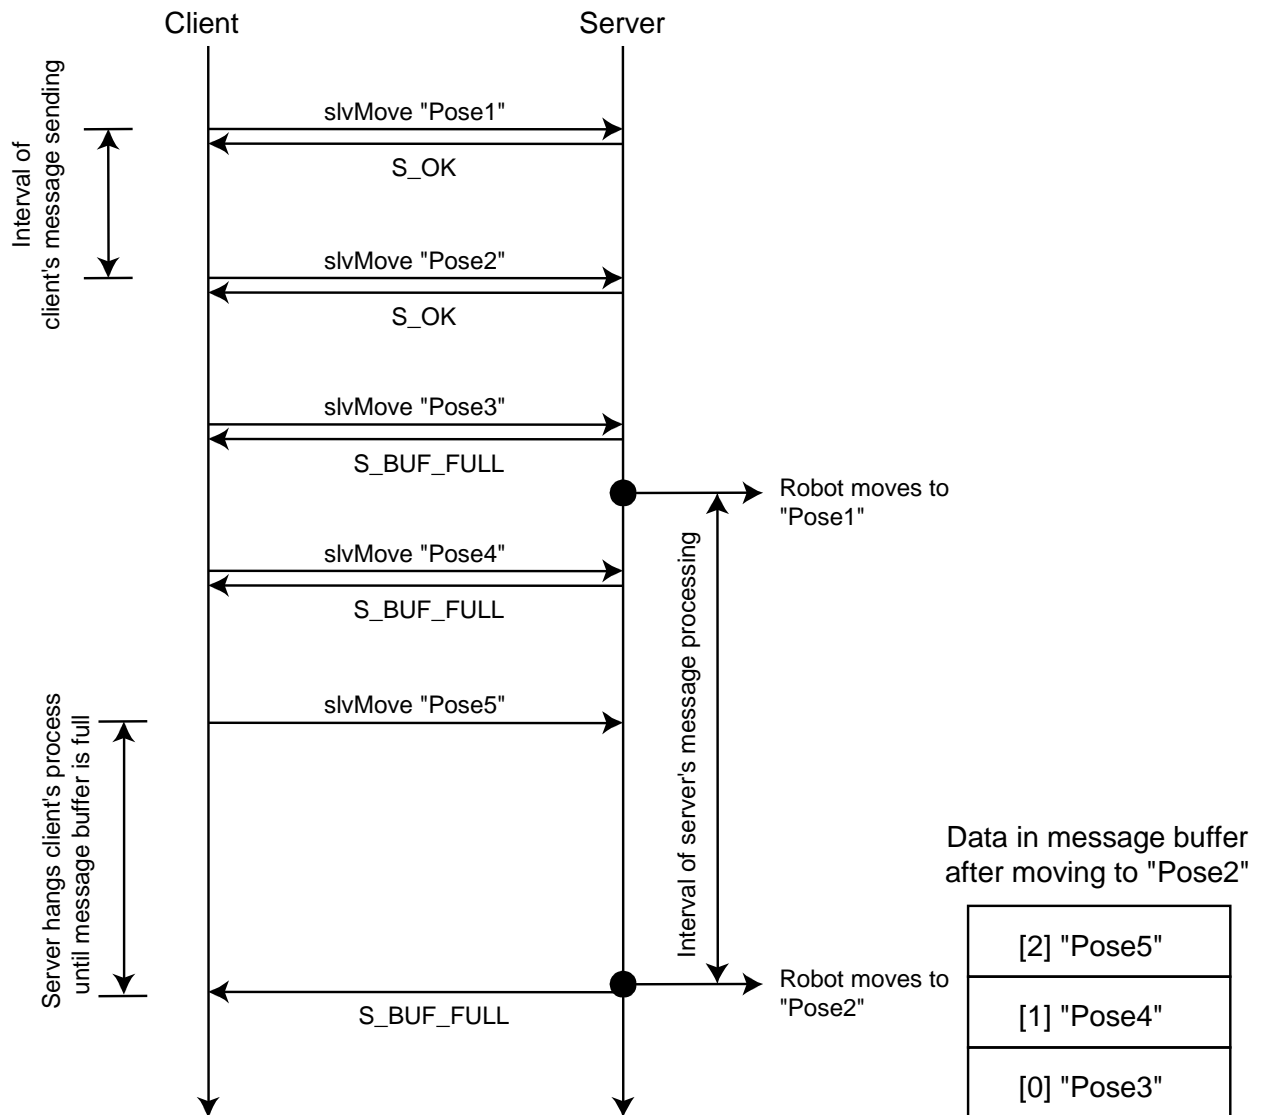 Client
Server
slvMove "Pose1"
S_OK
Interval of
client's message sending
slvMove "Pose2"
S_OK
slvMove "Pose3"
S_BUF_FULL
Robot moves to
"Pose1"
slvMove "Pose4"
S_BUF_FULL
Interval of server's message processing
slvMove "Pose5"
Server hangs client's process
until message buffer is full
Robot moves to
"Pose2"
S_BUF_FULL
Data in message buffer
after moving to "Pose2"
[2] "Pose5"
[1] "Pose4"
[0] "Pose3"